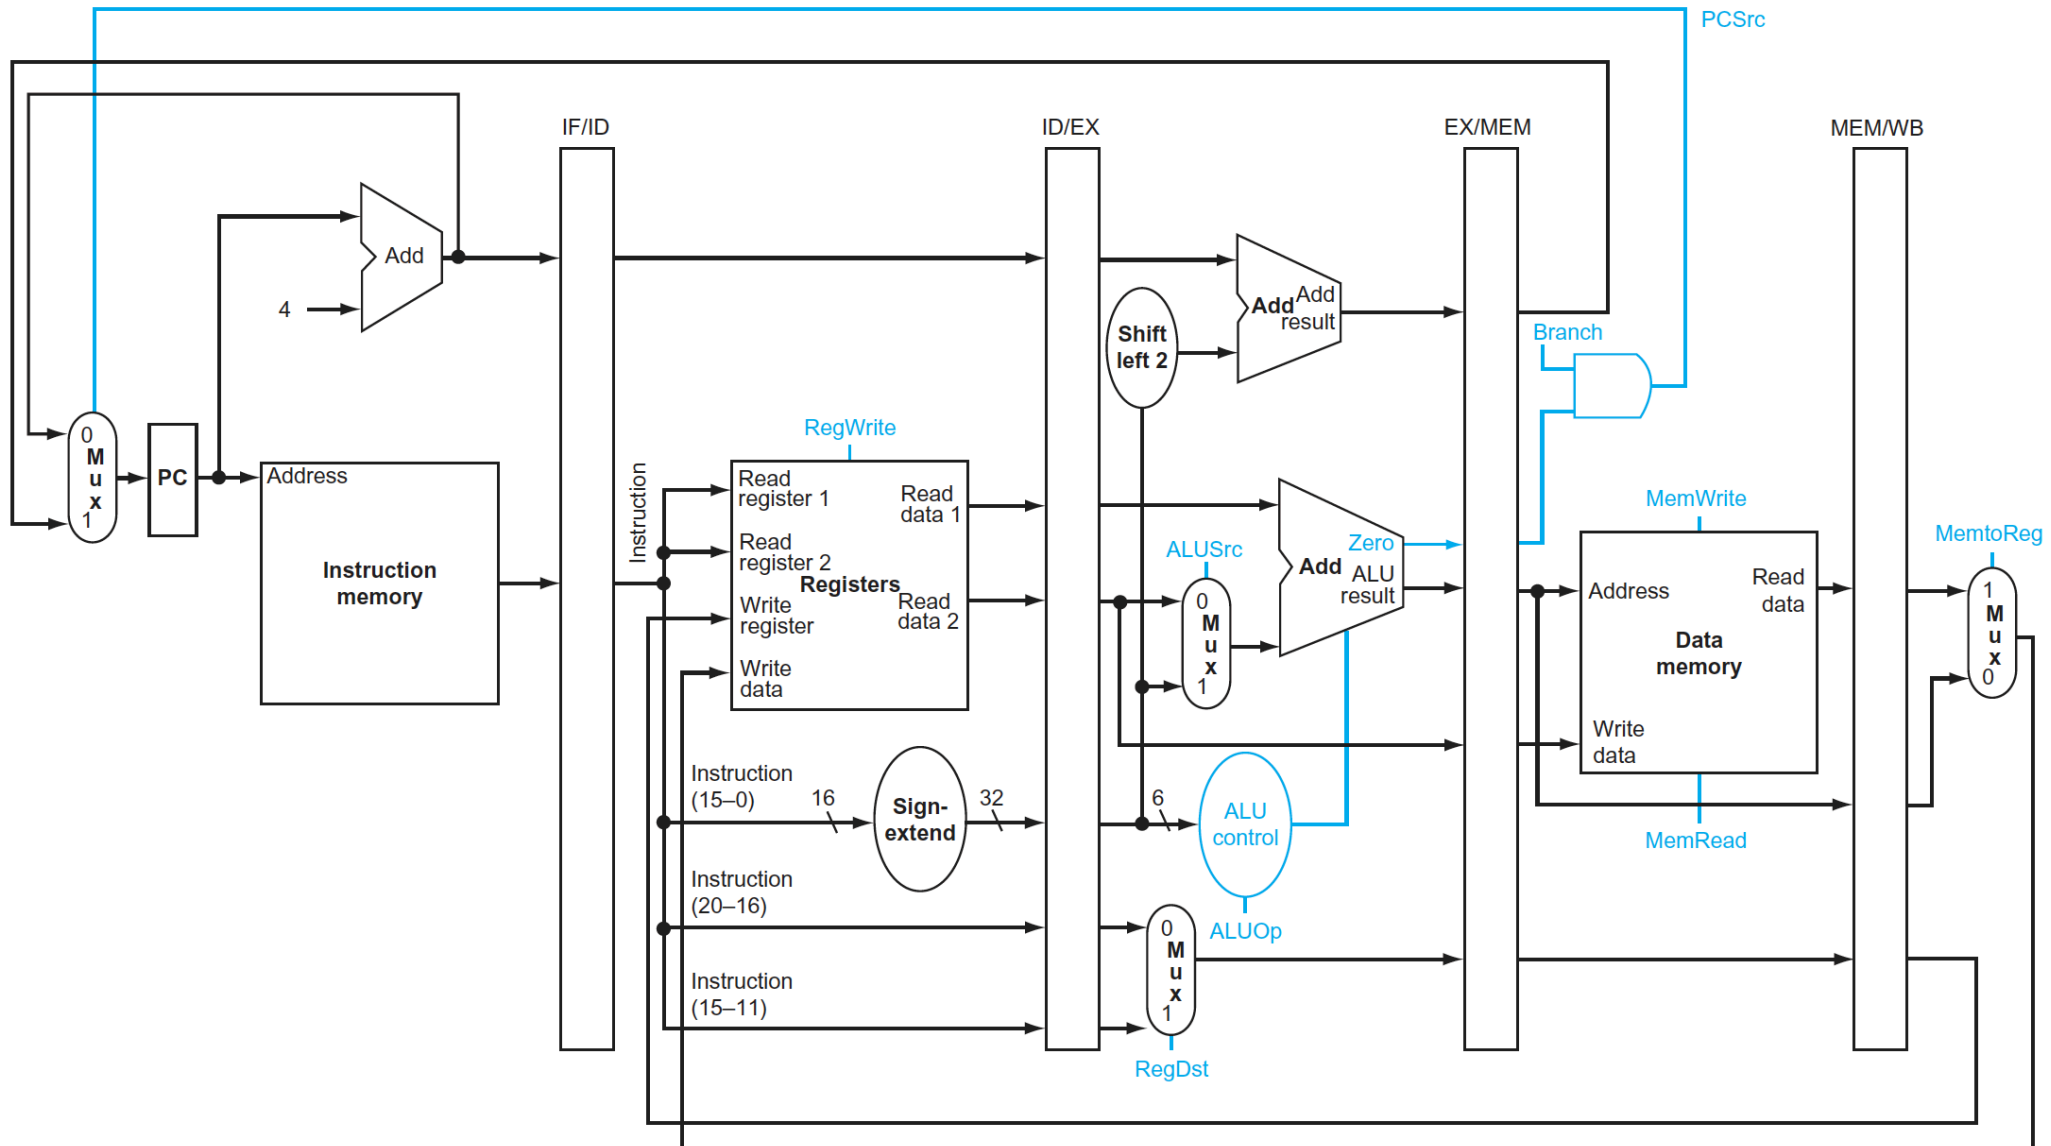 PCSrc
IF/ID
ID/EX
EX/MEM
MEM/WB
Add
4
Add
Add
result
Shift
left 2
Branch
0
M
u
x
1
PC
Address
Instruction
memory
Instruction
RegWrite
Read
register 1
Read
register 2
Write
register
Write
data
Registers
Read
data 1
Read
data 2
ALUSrc
0
M
u
x
1
Add
Zero
ALU
result
MemWrite
Address
Read
data
Data
memory
Write
data
MemRead
MemtoReg
1
M
u
x
0
Instruction
(15–0)
16
Sign-
extend
32
6
ALU
control
ALUOp
Instruction
(20–16)
Instruction
(15–11)
0
M
u
x
1
RegDst